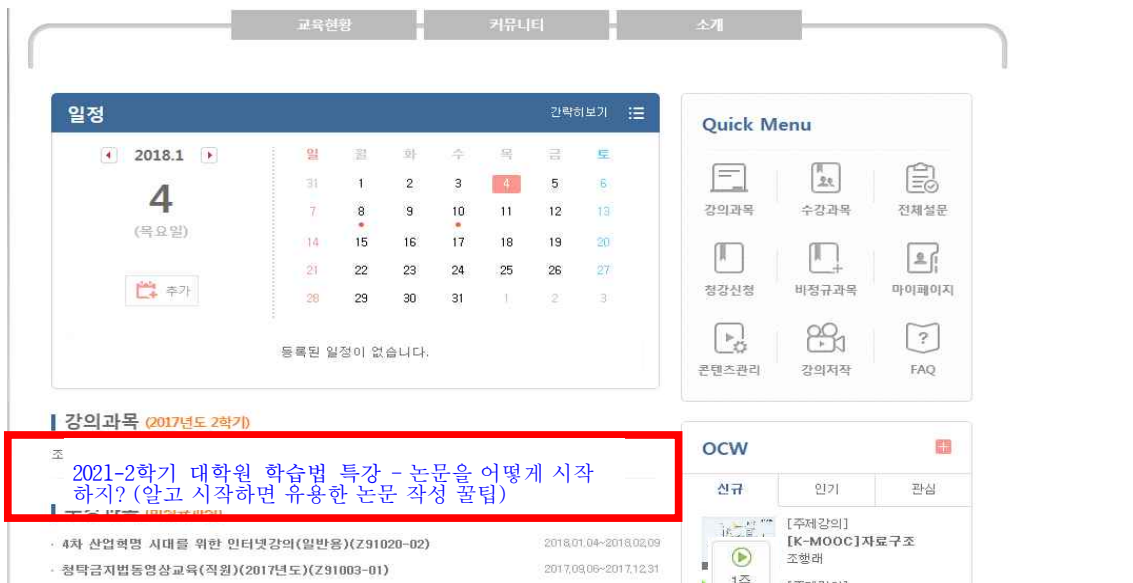 교육현황
커뮤니티
소개
일정
간략히보기
2018.1
4
(목요일)
추가
일 월 화 수 목 금 토
31 1 2 3 4 5 6
7 8 9 10 11 12 13
14 15 16 17 18 19 20
21 22 23 24 25 26 27
28 29 30 31 1 2 3
등록된 일정이 없습니다.
Quick Menu
강의과목 수강과목 전체설문
청강신청 비정규과목 마이페이지
콘텐츠관리 강의저작 FAQ
강의과목 (2017년도 2학기)
조
2021-2학기 대학원 학습법 특강 - 논문을 어떻게 시작
하지? (알고 시작하면 유용한 논문 작성 꿀팁)
· 4차 산업혁명 시대를 위한 인터넷강의(일반용)(Z91020-02) 2018.01.04~2018.02.09
· 청탁금지법동영상교육(직원)(2017년도)(Z91003-01) 2017.09.06~2017.12.31
OCW
신규 인기 관심
[주제강의]
[K-MOOC]자료구조
조행래
1주